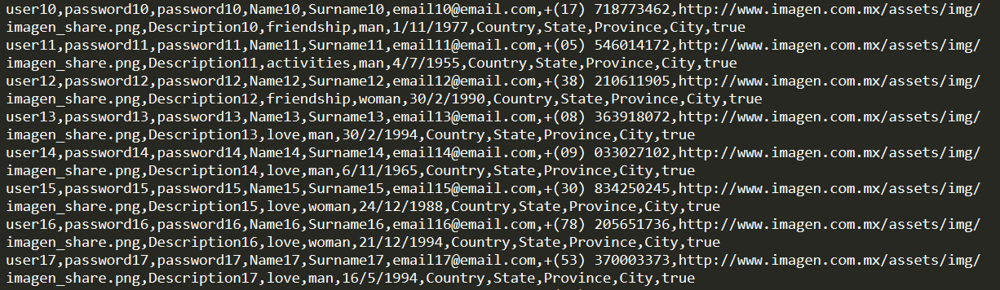 user10,password10,password10,Name10,Surname10,email10@email.com,+(17) 718773462,http://www.imagen.com.mx/assets/img/
imagen_share.png,Description10,friendship,man,1/11/1977,Country,State,Province,City,true
user11,password11,password11,Name11,Surname11,email11@email.com,+(05) 546014172,http://www.imagen.com.mx/assets/img/
imagen_share.png,Description11,activities,man,4/7/1955,Country,State,Province,City,true
user12,password12,password12,Name12,Surname12,email12@email.com,+(38) 210611905,http://www.imagen.com.mx/assets/img/
imagen_share.png,Description12,friendship,woman,30/2/1990,Country,State,Province,City,true
user13,password13,password13,Name13,Surname13,email13@email.com,+(08) 363918072,http://www.imagen.com.mx/assets/img/
imagen_share.png,Description13,love,man,30/2/1994,Country,State,Province,City,true
user14,password14,password14,Name14,Surname14,email14@email.com,+(09) 033027102,http://www.imagen.com.mx/assets/img/
imagen_share.png,Description14,love,man,6/11/1965,Country,State,Province,City,true
user15,password15,password15,Name15,Surname15,email15@email.com,+(30) 834250245,http://www.imagen.com.mx/assets/img/
imagen_share.png,Description15,love,woman,24/12/1988,Country,State,Province,City,true
user16,password16,password16,Name16,Surname16,email16@email.com,+(78) 205651736,http://www.imagen.com.mx/assets/img/
imagen_share.png,Description16,love,woman,21/12/1994,Country,State,Province,City,true
user17,password17,password17,Name17,Surname17,email17@email.com,+(53) 370003373,http://www.imagen.com.mx/assets/img/
imagen_share.png,Description17,love,man,16/5/1994,Country,State,Province,City,true